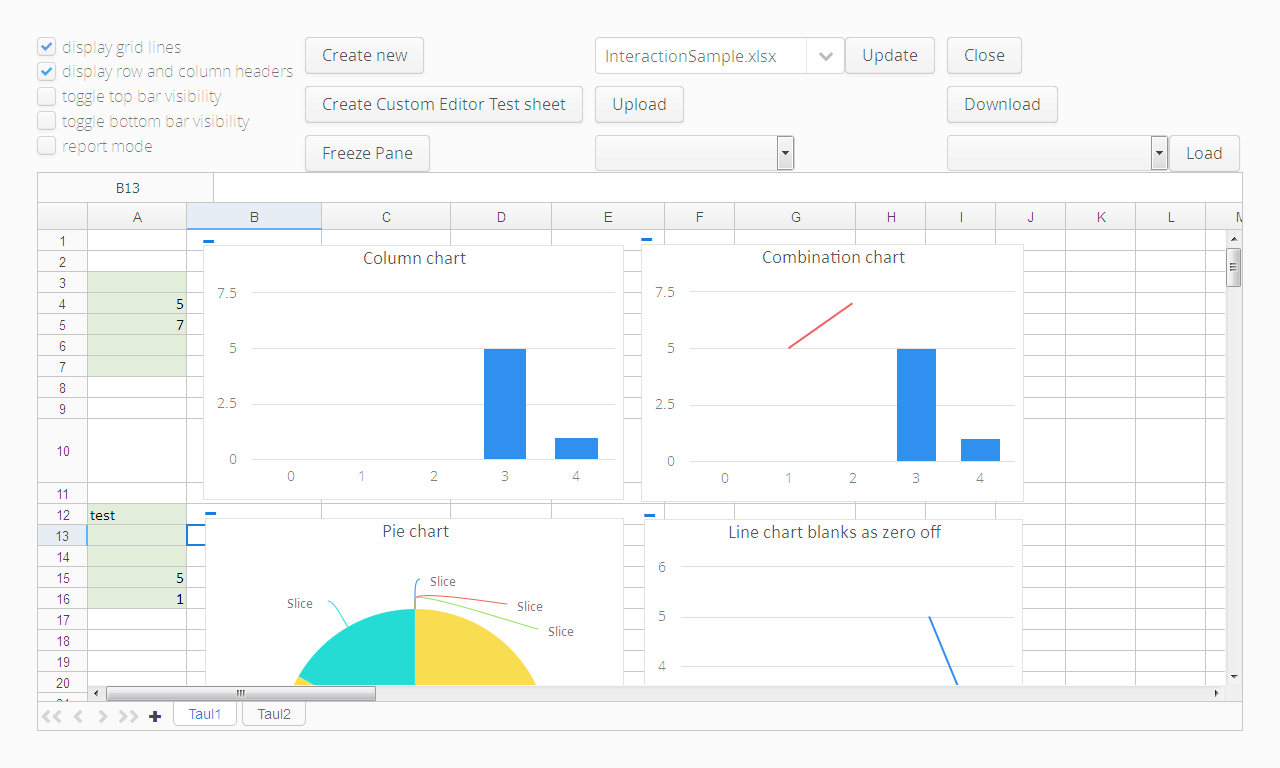 display grid lines
display row and column headers
toggle top bar visibility
toggle bottom bar visibility
report mode
Create new
InteractionSample.xlsx
Update
Close
Create Custom Editor Test sheet
Upload
Download
Freeze Pane
Load
B13
A B C D E F G H I J K L
1
2
3
4 5
5 7
6
7
8
9
10
11
12 test
13
14
15 5
16 1
17
18
19
20
Column chart
7.5
5
2.5
0
0 1 2 3 4
Combination chart
7.5
5
2.5
0
0 1 2 3 4
Pie chart
Slice
Slice
Slice
Slice
Line chart blanks as zero off
6
5
4
Taul1 Taul2